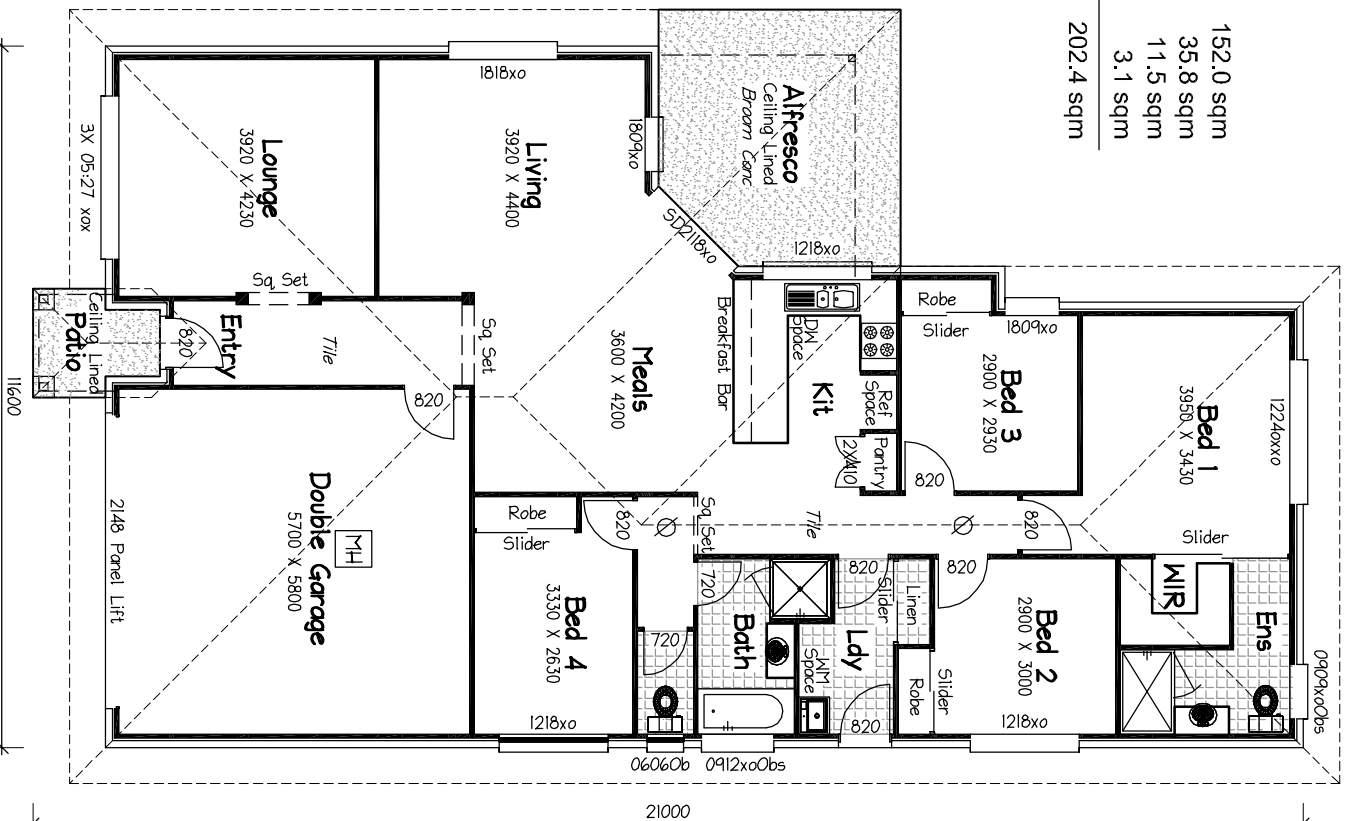 152.0 sqm
35.8 sqm
11.5 sqm
3.1 sqm
202.4 sqm
Alfresco
Ceiling Lined
Broom Conc
1818xo
1809xo
SD2118xo
1218xo
Living
3920 X 4400
Lounge
3920 X 4230
3X 05:27 xox
Sq. Set
Sq. Set
Ceiling Lined
Patio
820
Entry
Tile
820
Meals
3600 X 4200
Breakfast Bar
DW
Space
Kit
Ref
Space
Pantry
2X410
Robe
Slider
1809xo
Bed 3
2900 X 2930
820
Bed 1
3950 X 3430
1224oxxo
820
Slider
WIR
Ens
0909xoObs
Tile
Sq. Set
Double Garage
5700 X 5800
MH
2148 Panel Lift
Robe
Slider
820
Bed 4
3330 X 2630
1218xo
720
720
Bath
0606Ob
0912xoObs
820
Slider
Linen
Ldy
WM
Space
820
820
Bed 2
2900 X 3000
Slider
Robe
1218xo
11600
21000